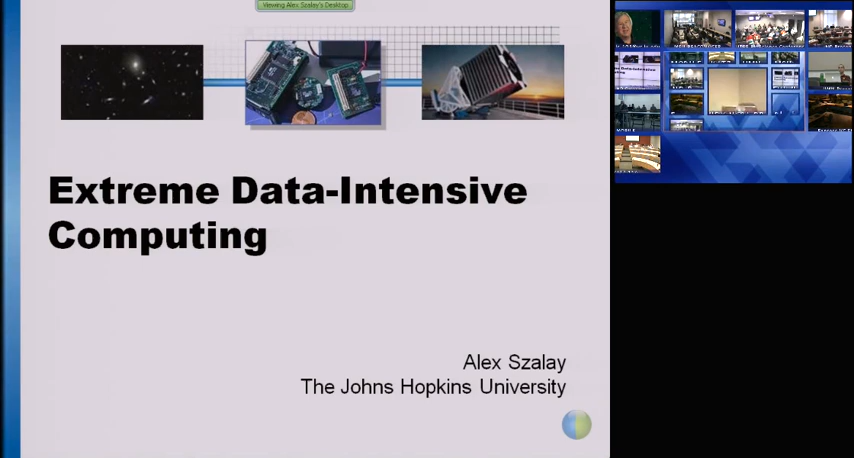 Viewing Alex Szalay's Desktop
Extreme Data-Intensive
Computing
Alex Szalay
The Johns Hopkins University